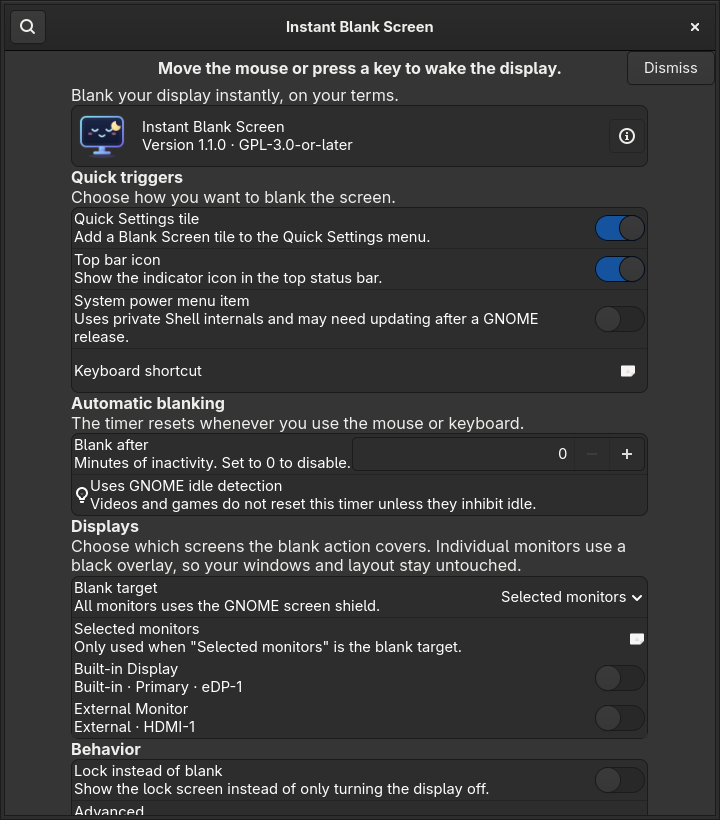 Instant Blank Screen
Move the mouse or press a key to wake the display.
Dismiss
Blank your display instantly, on your terms.
Instant Blank Screen
Version 1.1.0 · GPL-3.0-or-later
Quick triggers
Choose how you want to blank the screen.
Quick Settings tile
Add a Blank Screen tile to the Quick Settings menu.
Top bar icon
Show the indicator icon in the top status bar.
System power menu item
Uses private Shell internals and may need updating after a GNOME
release.
Keyboard shortcut
Automatic blanking
The timer resets whenever you use the mouse or keyboard.
Blank after
Minutes of inactivity. Set to 0 to disable.
0
Uses GNOME idle detection
Videos and games do not reset this timer unless they inhibit idle.
Displays
Choose which screens the blank action covers. Individual monitors use a
black overlay, so your windows and layout stay untouched.
Blank target
All monitors uses the GNOME screen shield.
Selected monitors
Selected monitors
Only used when "Selected monitors" is the blank target.
Built-in Display
Built-in · Primary · eDP-1
External Monitor
External · HDMI-1
Behavior
Lock instead of blank
Show the lock screen instead of only turning the display off.
Advanced